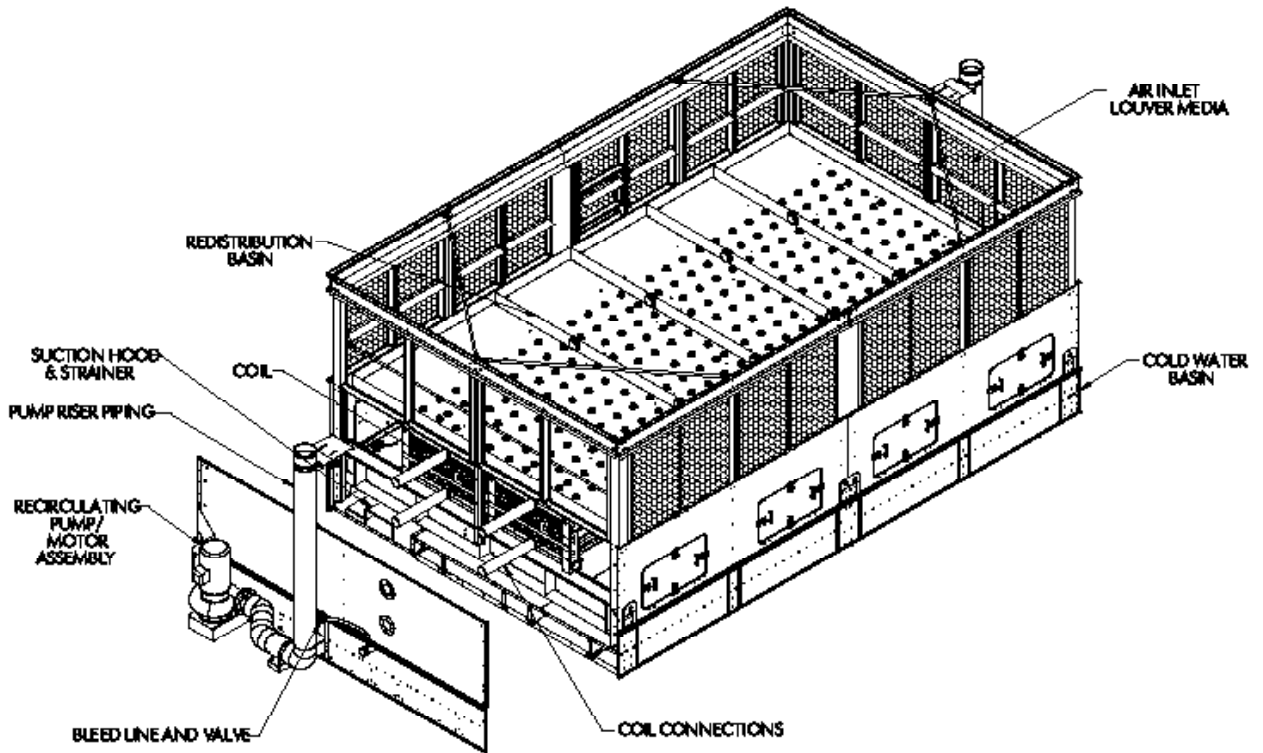 AIR INLET
LOUVER MEDIA
REDISTRIBUTION
BASIN
SUCTION HOOD
& STRAINER
COIL
COLD WATER
BASIN
PUMP RISER PIPING
RECIRCULATING
PUMP/
MOTOR
ASSEMBLY
BLEED LINE AND VALVE
COIL CONNECTIONS